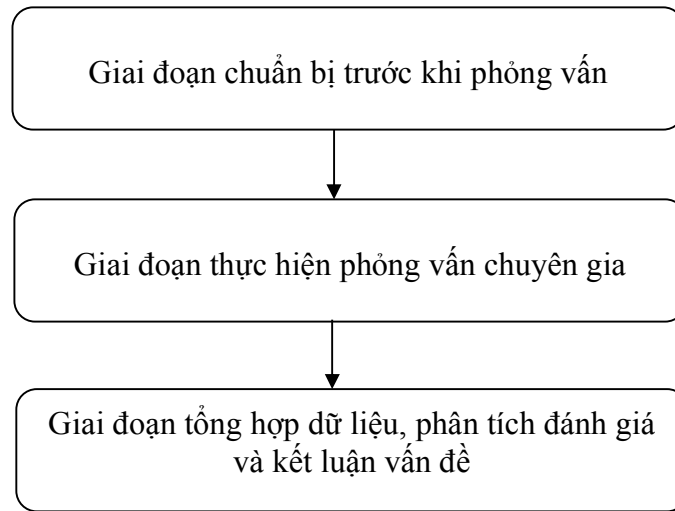 Giai đoạn chuẩn bị trước khi phỏng vấn
Giai đoạn thực hiện phỏng vấn chuyên gia
Giai đoạn tổng hợp dữ liệu, phân tích đánh giá
và kết luận vấn đề